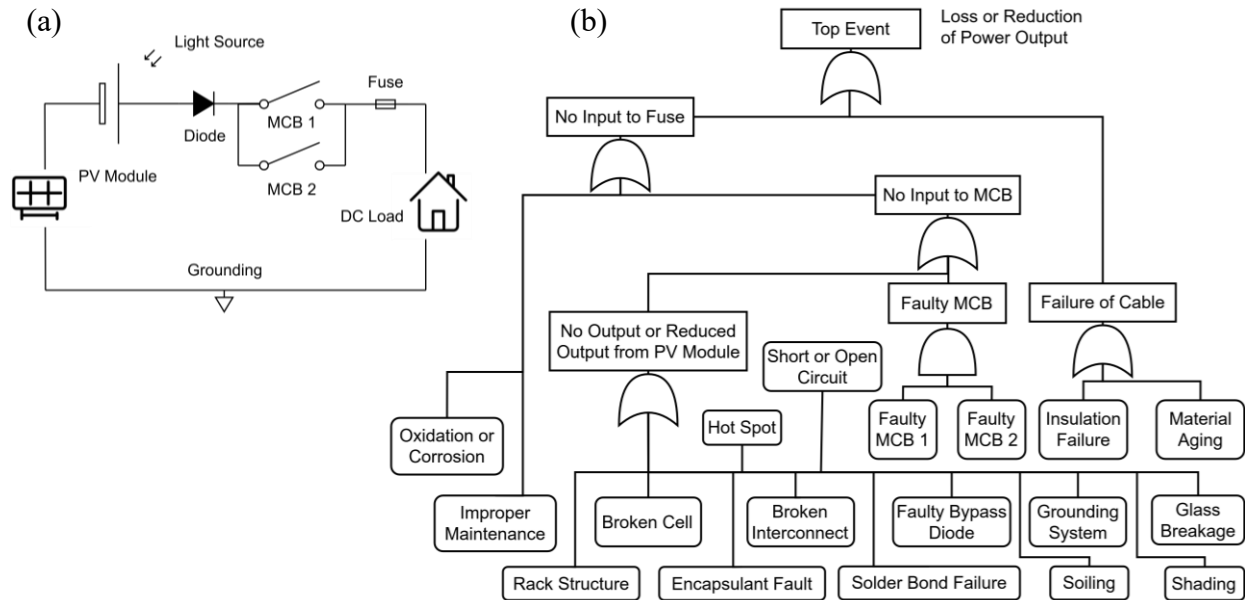 (a)
Light Source
Fuse
Diode
MCB 1
MCB 2
PV Module
DC Load
Grounding
(b)
Top Event
Loss or Reduction
of Power Output
No Input to Fuse
No Input to MCB
Faulty MCB
Failure of Cable
No Output or Reduced
Output from PV Module
Short or Open
Circuit
Faulty
MCB 1
Faulty
MCB 2
Insulation
Failure
Material
Aging
Oxidation or
Corrosion
Hot Spot
Improper
Maintenance
Broken Cell
Broken
Interconnect
Faulty Bypass
Diode
Grounding
System
Glass
Breakage
Rack Structure
Encapsulant Fault
Solder Bond Failure
Soiling
Shading